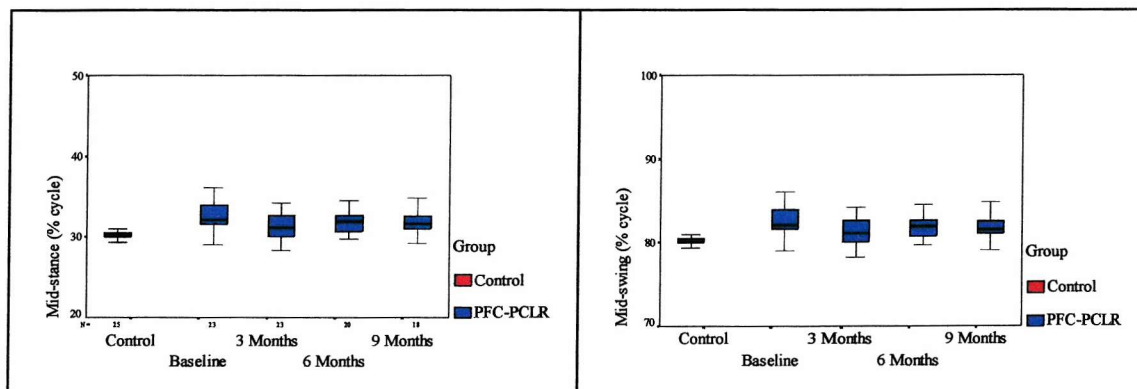 50
40
30
20
Mid-stance (% cycle)
N= 25 23 23 20 18
Control
Baseline
3 Months
6 Months
9 Months
Group
Control
PFC-PCLR
100
90
80
70
Mid-swing (% cycle)
Control
Baseline
3 Months
6 Months
9 Months
Group
Control
PFC-PCLR